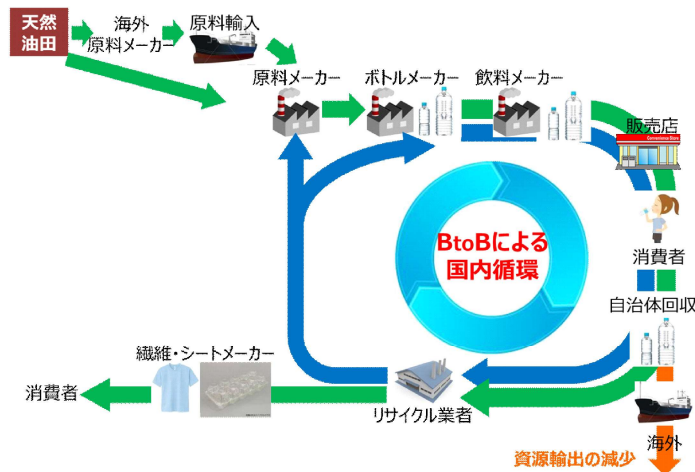 天然
油田
海外
原料メーカー
原料輸入
原料メーカー
ボトルメーカー
飲料メーカー
販売店
Convenience Store
消費者
自治体回収
BtoBによる
国内循環
繊維・シートメーカー
消費者
リサイクル業者
海外
資源輸出の減少